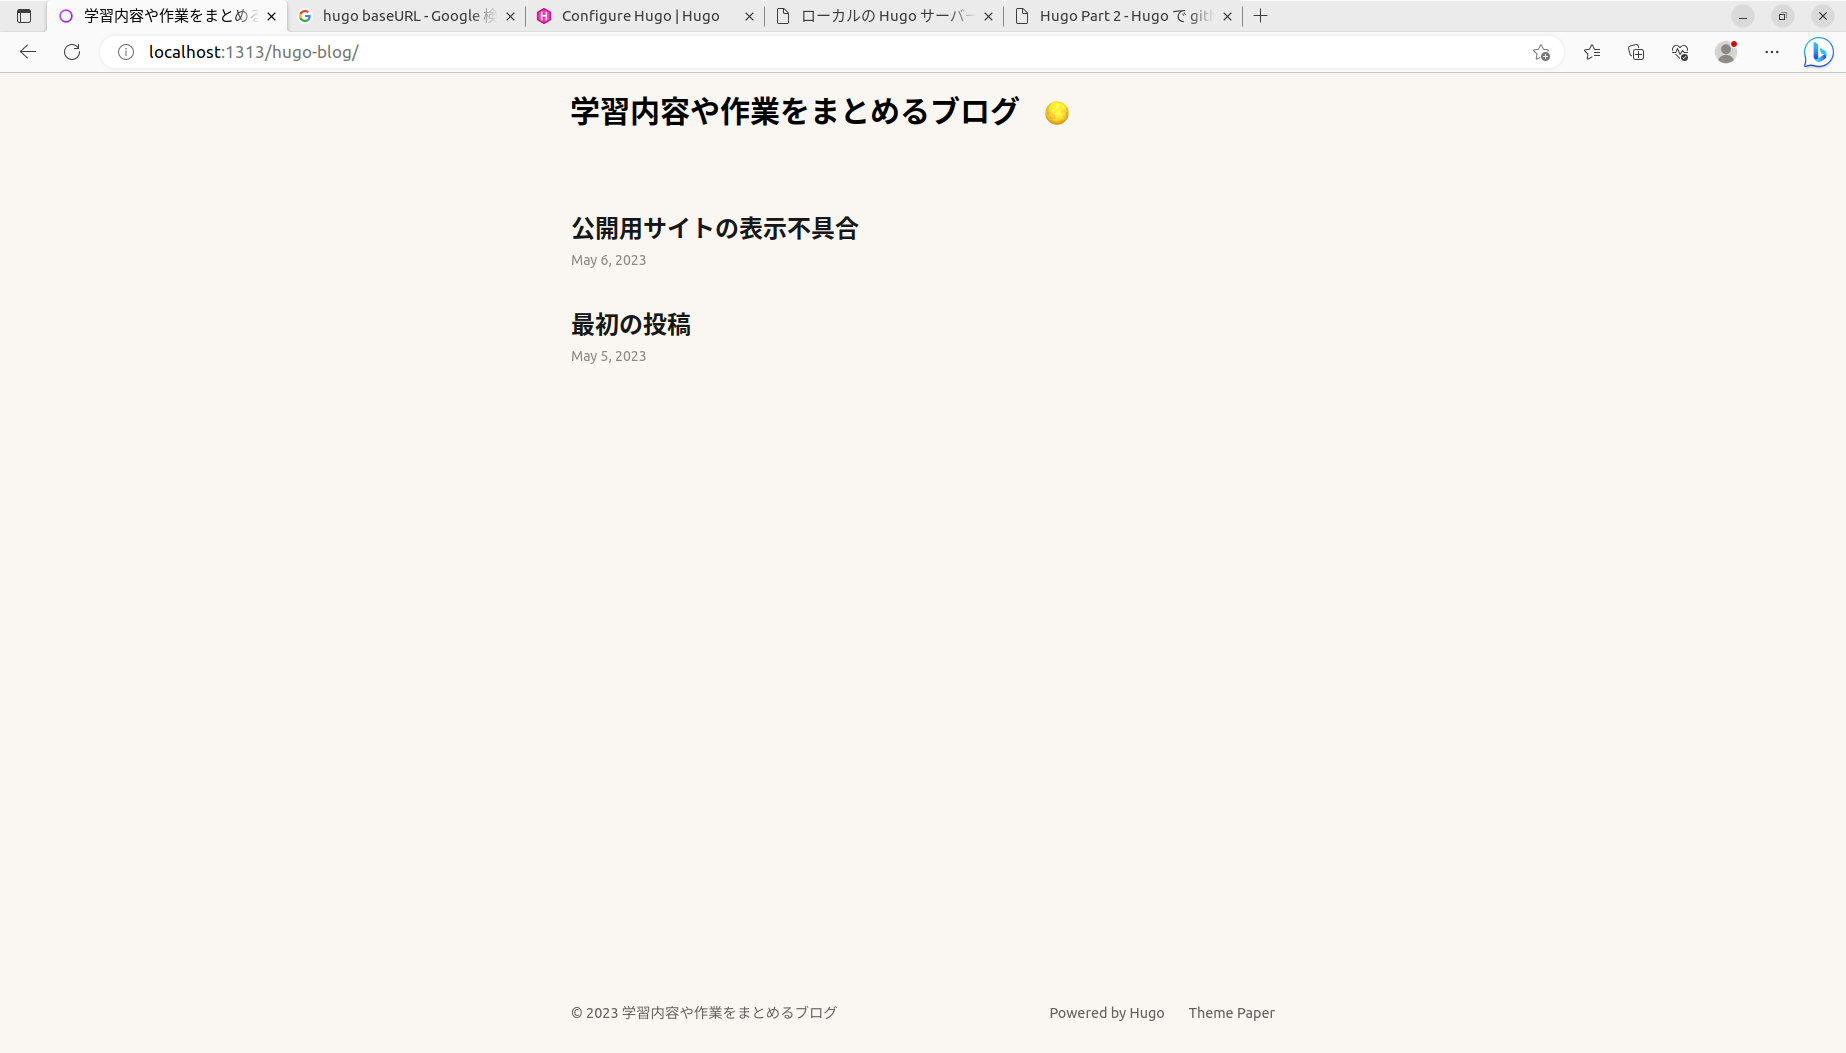 学習内容や作業をまとめる
hugo baseURL - Google 検
Configure Hugo | Hugo
ローカルの Hugo サーバー
Hugo Part 2 - Hugo で gith
localhost:1313/hugo-blog/
学習内容や作業をまとめるブログ
公開用サイトの表示不具合
May 6, 2023
最初の投稿
May 5, 2023
© 2023 学習内容や作業をまとめるブログ
Powered by Hugo
Theme Paper